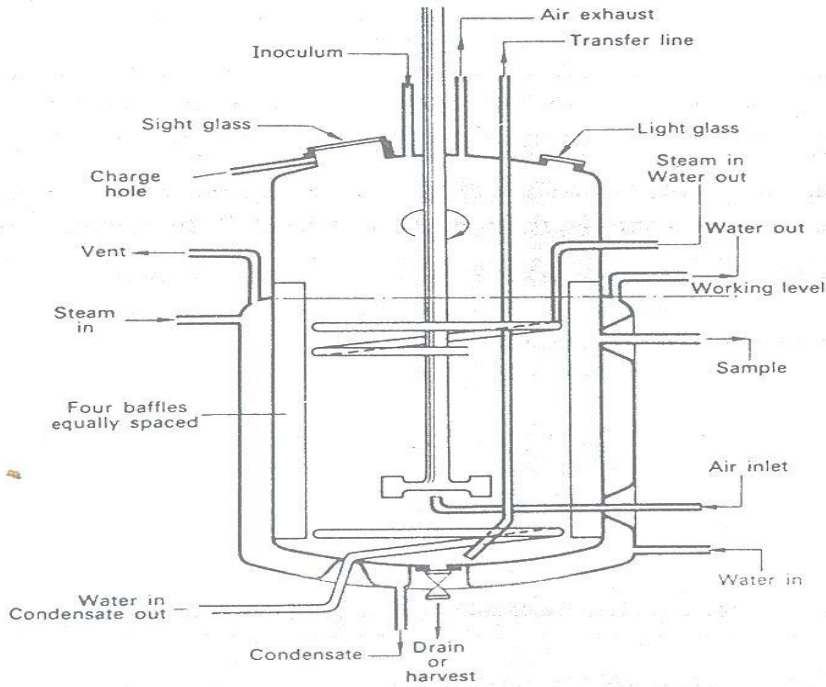 Air exhaust
Transfer line
Inoculum
Sight glass
Light glass
Charge
hole
Steam in
Water out
Vent
Water out
Working level
Steam
in
Sample
Four baffles
equally spaced
Air inlet
Water in
Water in
Condensate out
Condensate
Drain
or
harvest